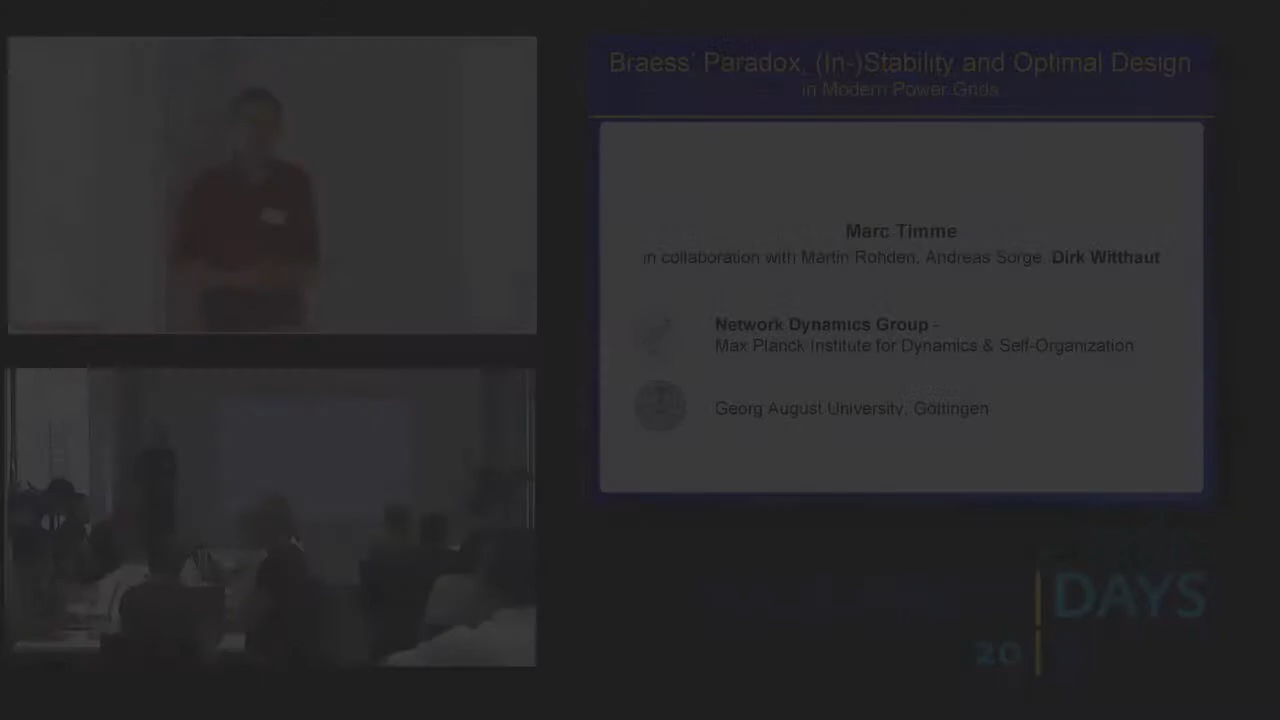 Braess' Paradox, (In-)Stability and Optimal Design
in Modern Power Grids
Marc Timme
in collaboration with Martin Rohden, Andreas Sorge, Dirk Witthaut
Network Dynamics Group -
Max Planck Institute for Dynamics & Self-Organization
Georg August University, Göttingen
DAYS
20